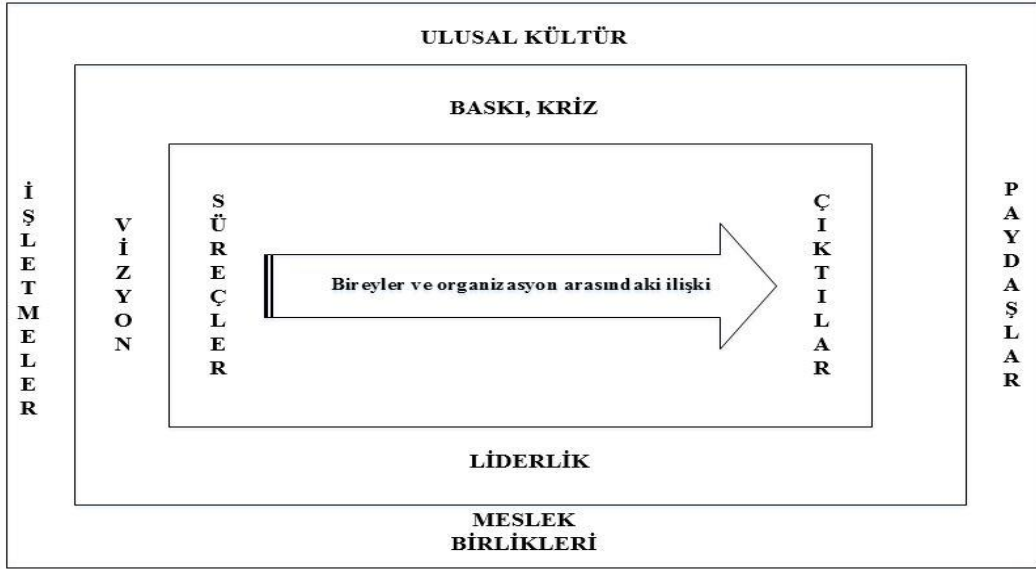 ULUSAL KÜLTÜR
BASKI, KRİZ
İŞLETMELER
VİZYON
SÜREÇLER
Bireyler ve organizasyon arasındaki ilişki
ÇIKTILAR
PAYDAŞLAR
LİDERLİK
MESLEK
BİRLİKLERİ